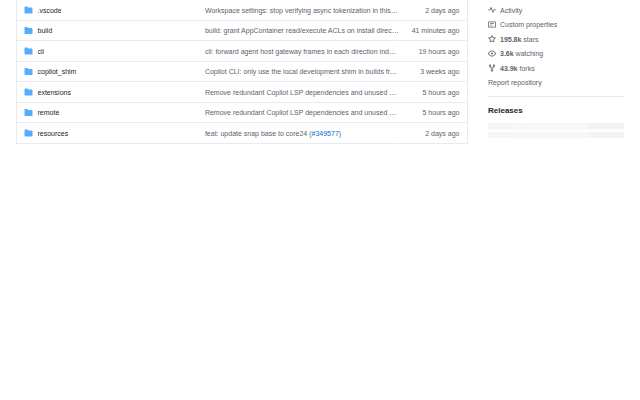 .vscode Workspace settings: stop verifying async tokenization in this... 2 days ago
build build: grant AppContainer read/execute ACLs on install direc... 41 minutes ago
cli cli: forward agent host gateway frames in each direction ind... 19 hours ago
copilot_shim Copilot CLI: only use the local development shim in builds fr... 3 weeks ago
extensions Remove redundant Copilot LSP dependencies and unused ... 5 hours ago
remote Remove redundant Copilot LSP dependencies and unused ... 5 hours ago
resources feat: update snap base to core24 (#349577) 2 days ago
Activity
Custom properties
195.8k stars
3.6k watching
43.9k forks
Report repository
Releases